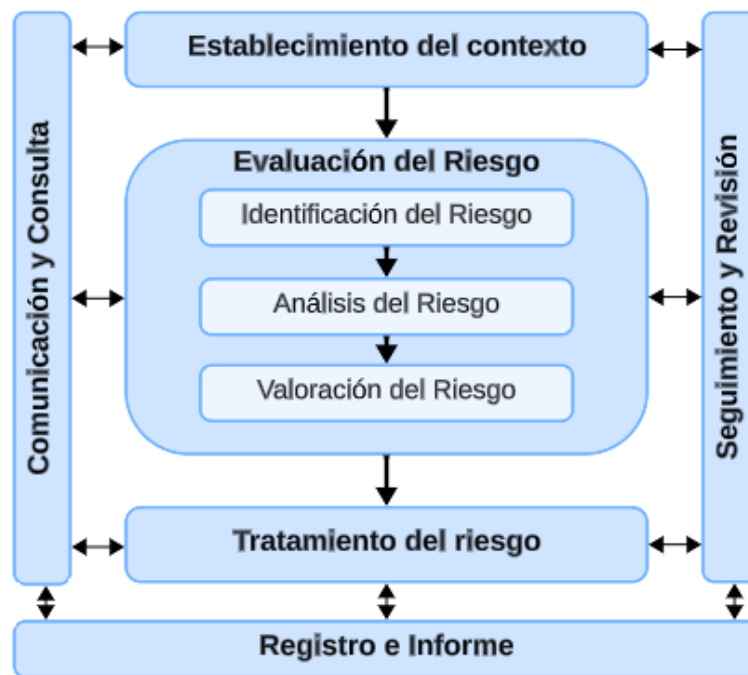 Establecimiento del contexto
Comunicación y Consulta
Evaluación del Riesgo
Identificación del Riesgo
Análisis del Riesgo
Valoración del Riesgo
Seguimiento y Revisión
Tratamiento del riesgo
Registro e Informe